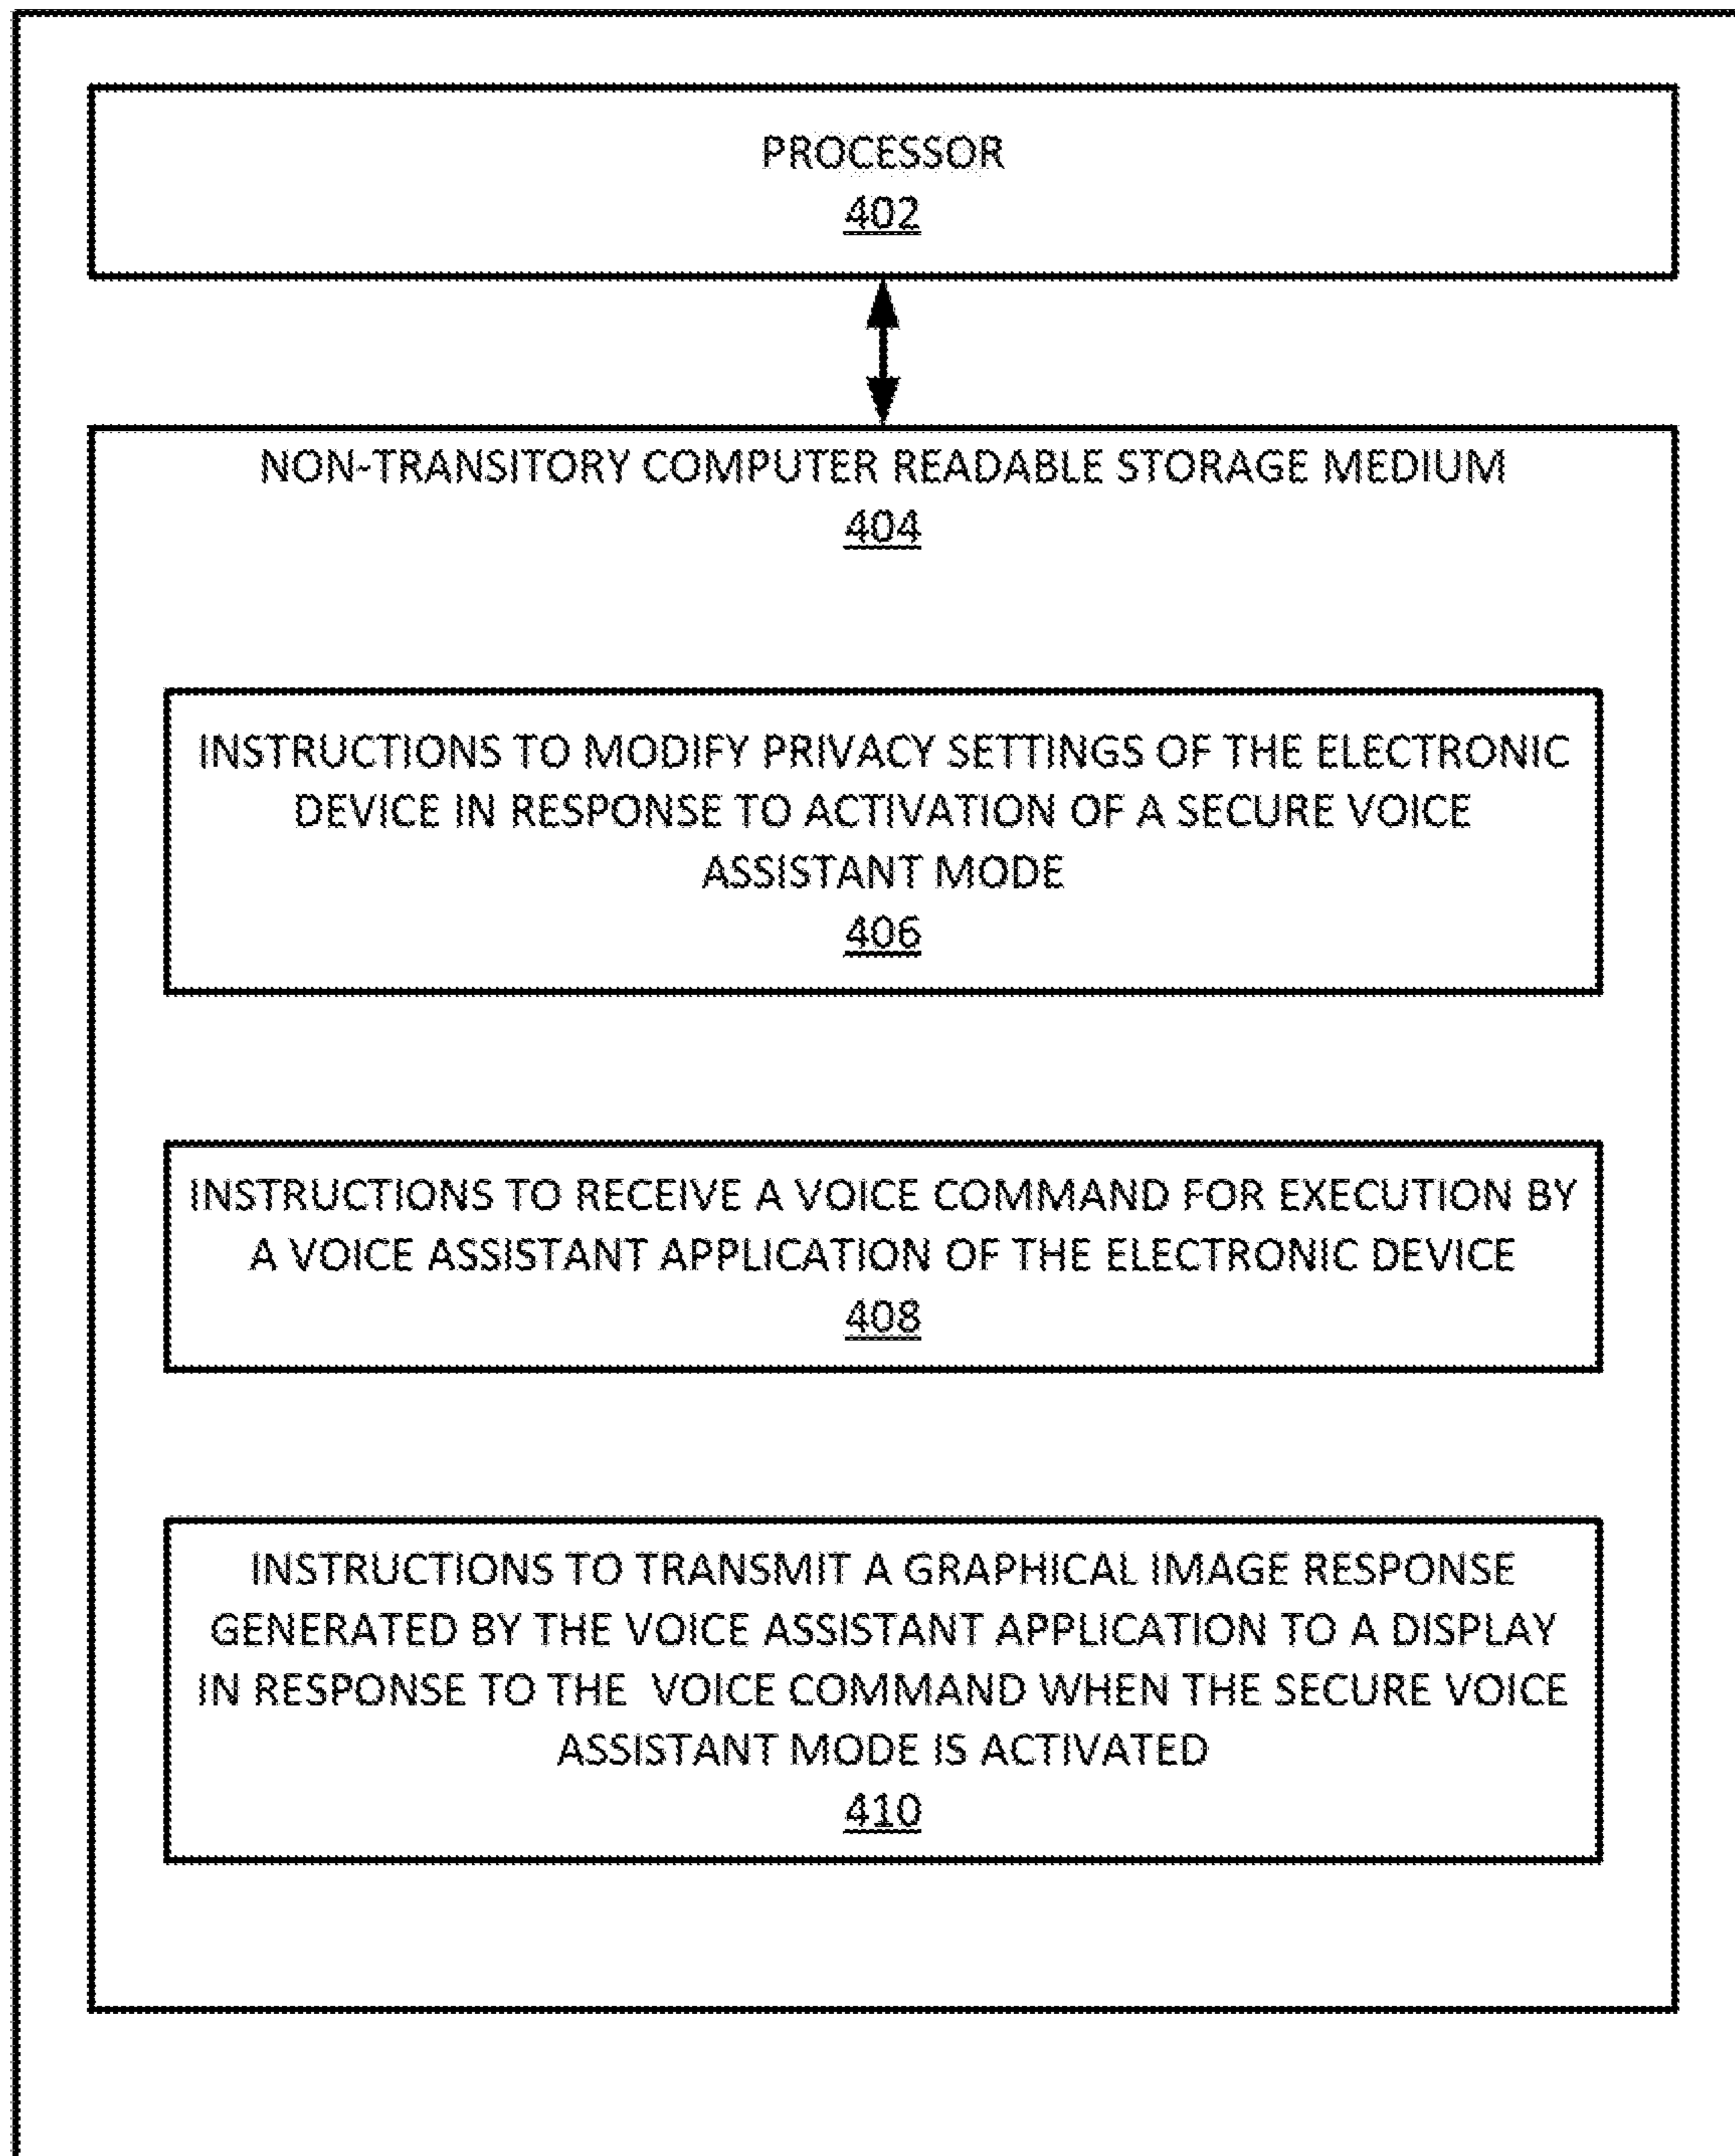 PROCESSOR
402
NON-TRANSITORY COMPUTER READABLE STORAGE MEDIUM
404
INSTRUCTIONS TO MODIFY PRIVACY SETTINGS OF THE ELECTRONIC
DEVICE IN RESPONSE TO ACTIVATION OF A SECURE VOICE
ASSISTANT MODE
406
INSTRUCTIONS TO RECEIVE A VOICE COMMAND FOR EXECUTION BY
A VOICE ASSISTANT APPLICATION OF THE ELECTRONIC DEVICE
408
INSTRUCTIONS TO TRANSMIT A GRAPHICAL IMAGE RESPONSE
GENERATED BY THE VOICE ASSISTANT APPLICATION TO A DISPLAY
IN RESPONSE TO THE VOICE COMMAND WHEN THE SECURE VOICE
ASSISTANT MODE IS ACTIVATED
410